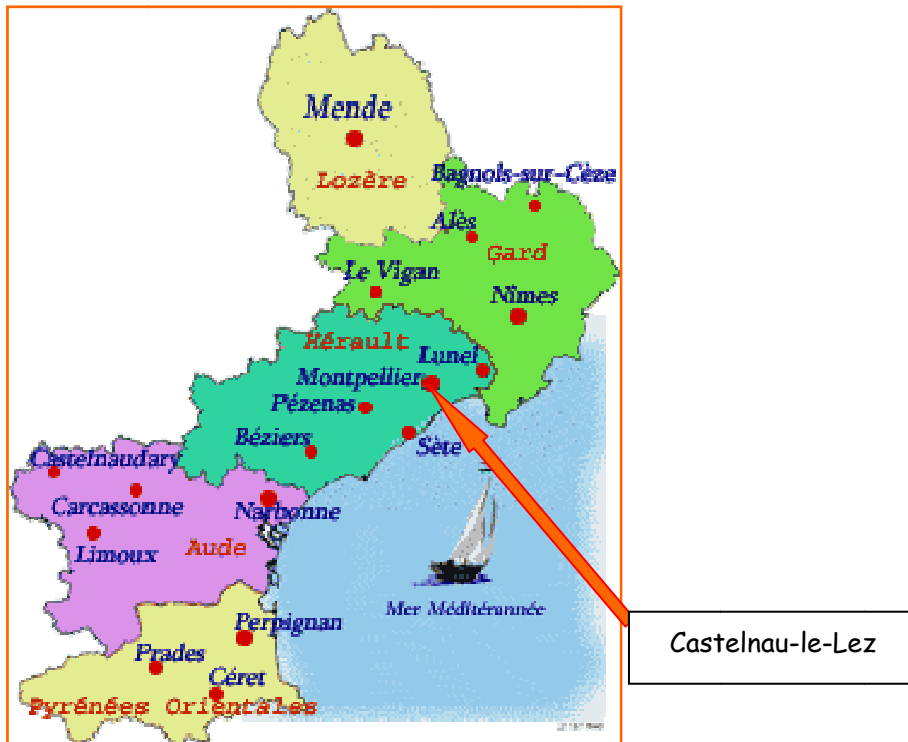 Mende
Lozère
Bagnols-sur-Cèze
Alès
Gard
Le Vigan
Nîmes
Hérault
Lunel
Montpellier
Pézenas
Béziers
Sète
Castelnaudary
Carcassonne
Narbonne
Limoux
Aude
Mer Méditérannée
Perpignan
Castelnau-le-Lez
Prades
Céret
Pyrénées Orientales